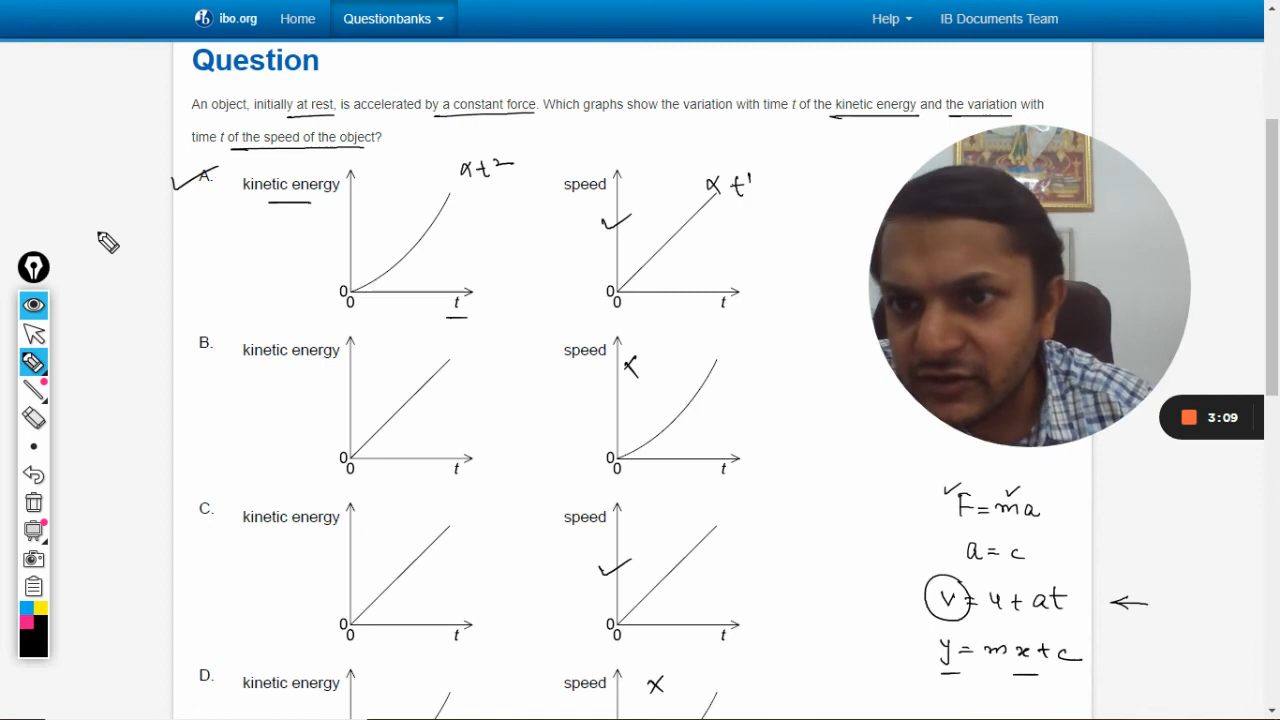 ibo.org Home Questionbanks Help IB Documents Team
Question
An object, initially at rest, is accelerated by a constant force. Which graphs show the variation with time t of the kinetic energy and the variation with
time t of the speed of the object?
A. kinetic energy ∝ t² speed ∝ t¹
0 0
0 t 0 t
B. kinetic energy speed
0 0
0 t 0 t
C. kinetic energy speed
0 0
0 t 0 t
D. kinetic energy speed
3:09
F = ma
a = c
v = u + at
y = mx + c